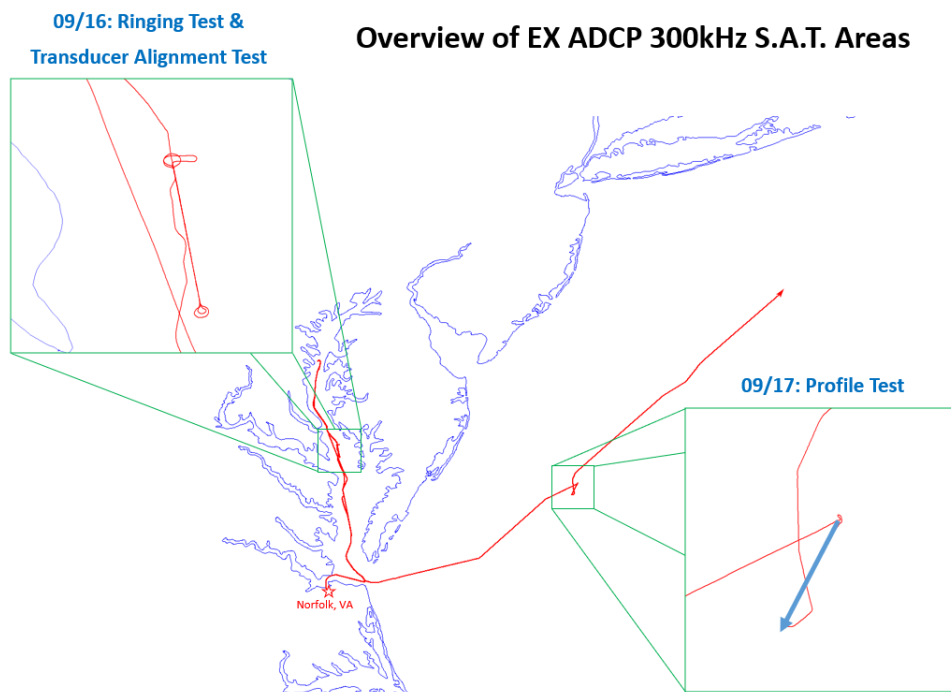 09/16: Ringing Test &
Transducer Alignment Test
Overview of EX ADCP 300kHz S.A.T. Areas
09/17: Profile Test
Norfolk, VA